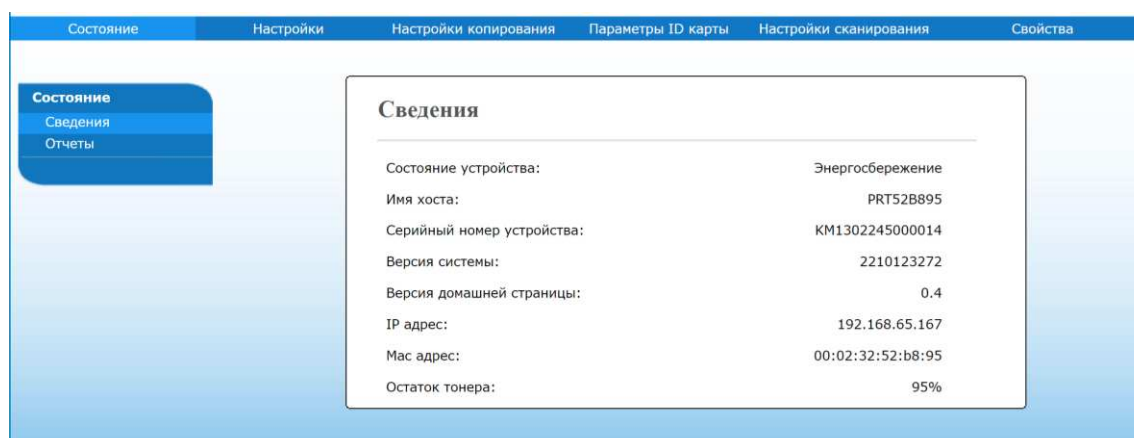 Состояние Настройки Настройки копирования Параметры ID карты Настройки сканирования Свойства
Состояние
Сведения
Отчеты
Сведения
Состояние устройства: Энергосбережение
Имя хоста: PRT52B895
Серийный номер устройства: KM1302245000014
Версия системы: 2210123272
Версия домашней страницы: 0.4
IP адрес: 192.168.65.167
Mac адрес: 00:02:32:52:b8:95
Остаток тонера: 95%